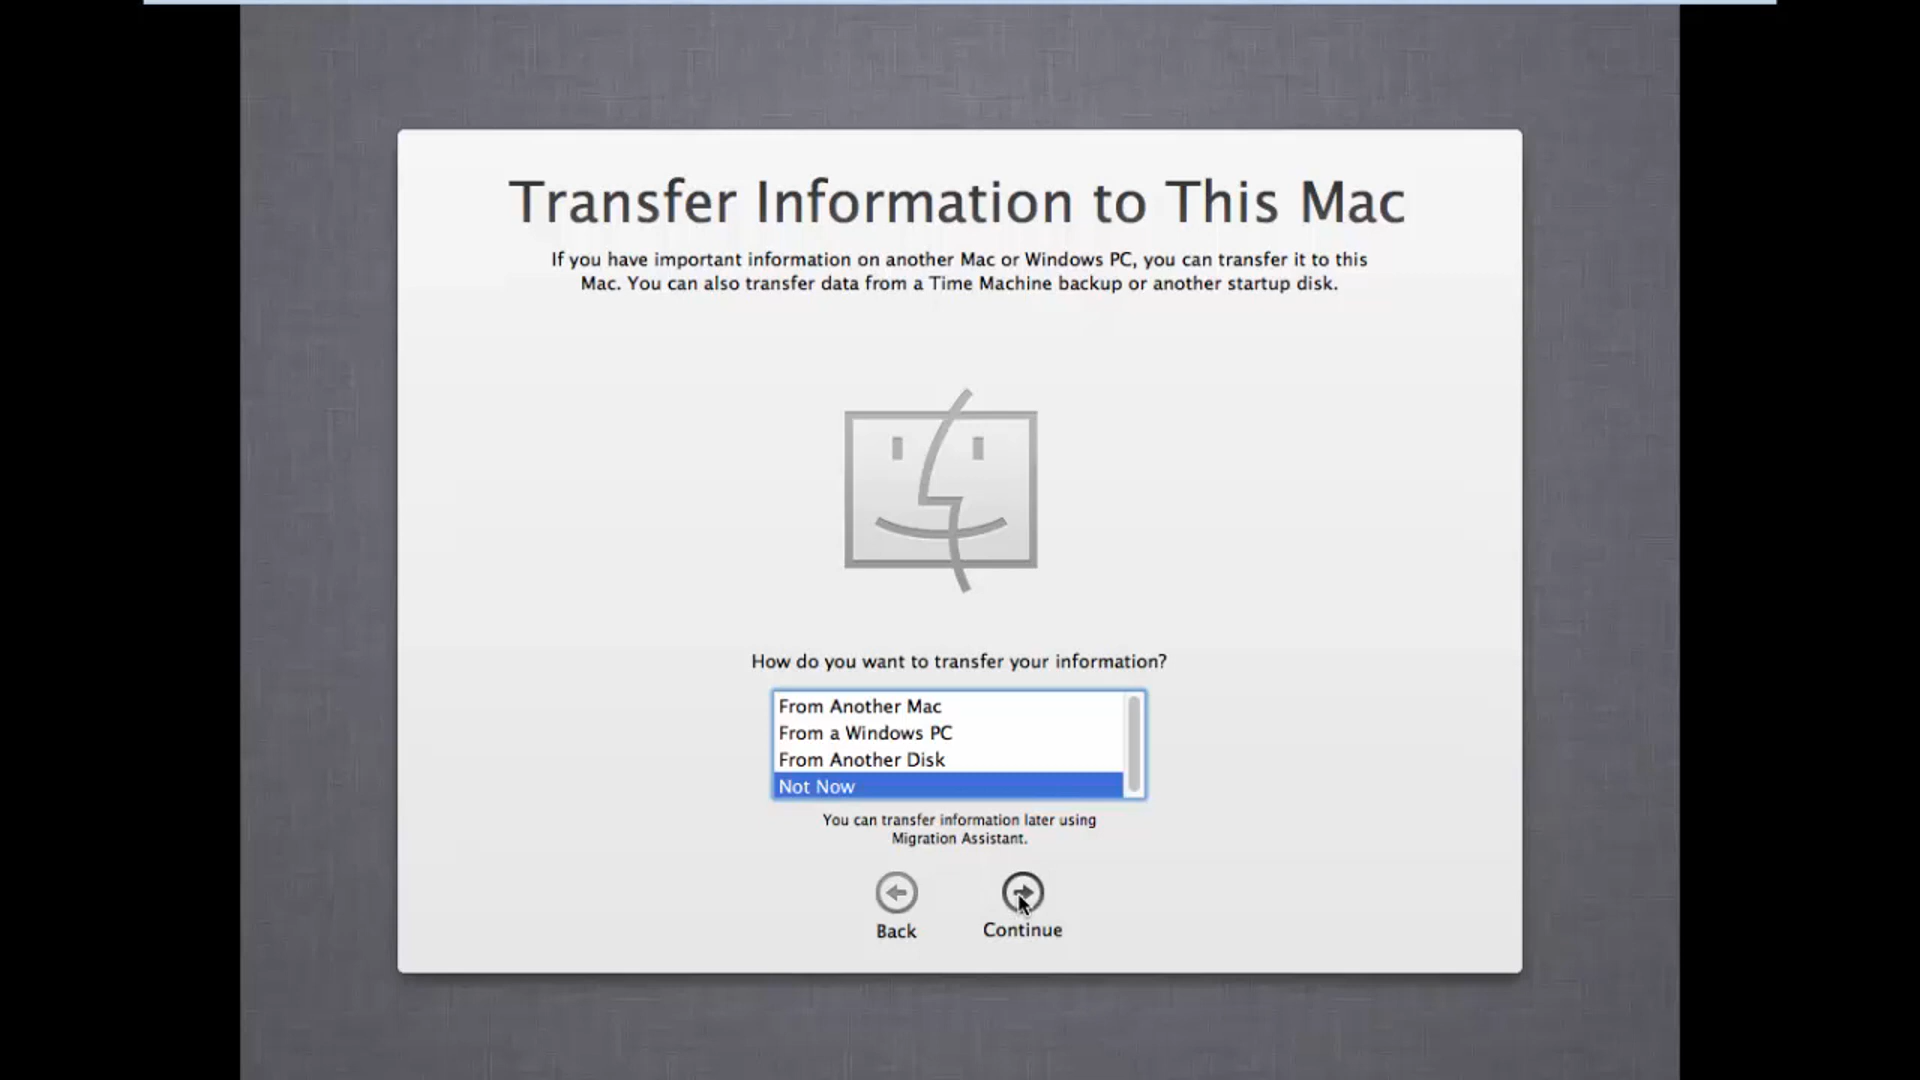 Transfer Information to This Mac
If you have important information on another Mac or Windows PC, you can transfer it to this
Mac. You can also transfer data from a Time Machine backup or another startup disk.
How do you want to transfer your information?
From Another Mac
From a Windows PC
From Another Disk
Not Now
You can transfer information later using
Migration Assistant.
Back
Continue